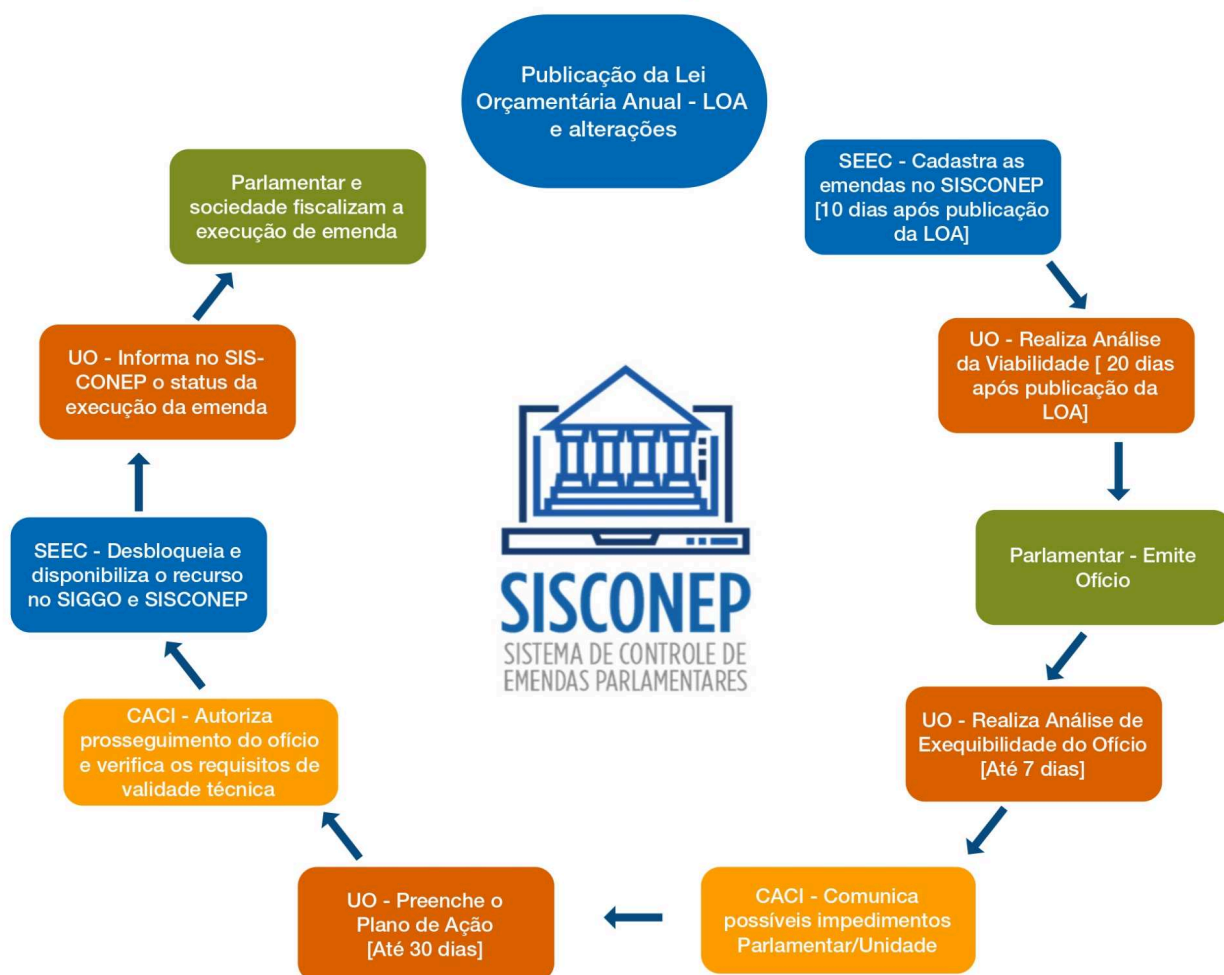 Publicação da Lei
Orçamentária Anual - LOA
e alterações
SEEC - Cadastra as
emendas no SISCONEP
[10 dias após publicação
da LOA]
UO - Realiza Análise
da Viabilidade [ 20 dias
após publicação da
LOA]
Parlamentar - Emite
Ofício
UO - Realiza Análise de
Exequibilidade do Ofício
[Até 7 dias]
CACI - Comunica
possíveis impedimentos
Parlamentar/Unidade
UO - Preenche o
Plano de Ação
[Até 30 dias]
CACI - Autoriza
prosseguimento do ofício
e verifica os requisitos de
validade técnica
SEEC - Desbloqueia e
disponibiliza o recurso
no SIGGO e SISCONEP
UO - Informa no SIS-
CONEP o status da
execução da emenda
Parlamentar e
sociedade fiscalizam a
execução de emenda
SISCONEP
SISTEMA DE CONTROLE DE
EMENDAS PARLAMENTARES